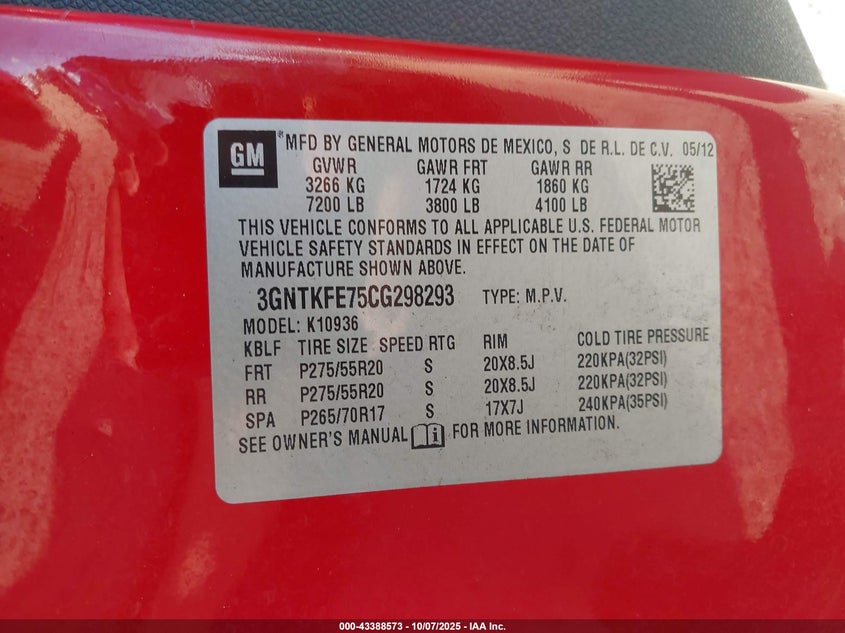 GM ® MFD BY GENERAL MOTORS DE MEXICO, S DE R.L. DE C.V. 05/12
GVWR GAWR FRT GAWR RR
3266 KG 1724 KG 1860 KG
7200 LB 3800 LB 4100 LB
THIS VEHICLE CONFORMS TO ALL APPLICABLE U.S. FEDERAL MOTOR
VEHICLE SAFETY STANDARDS IN EFFECT ON THE DATE OF
MANUFACTURE SHOWN ABOVE.
3GNTKFE75CG298293 TYPE: M.P.V.
MODEL: K10936
KBLF TIRE SIZE SPEED RTG RIM COLD TIRE PRESSURE
FRT P275/55R20 S 20X8.5J 220KPA(32PSI)
RR P275/55R20 S 20X8.5J 220KPA(32PSI)
SPA P265/70R17 S 17X7J 240KPA(35PSI)
SEE OWNER'S MANUAL FOR MORE INFORMATION.
000-43388573 - 10/07/2025 - IAA Inc.